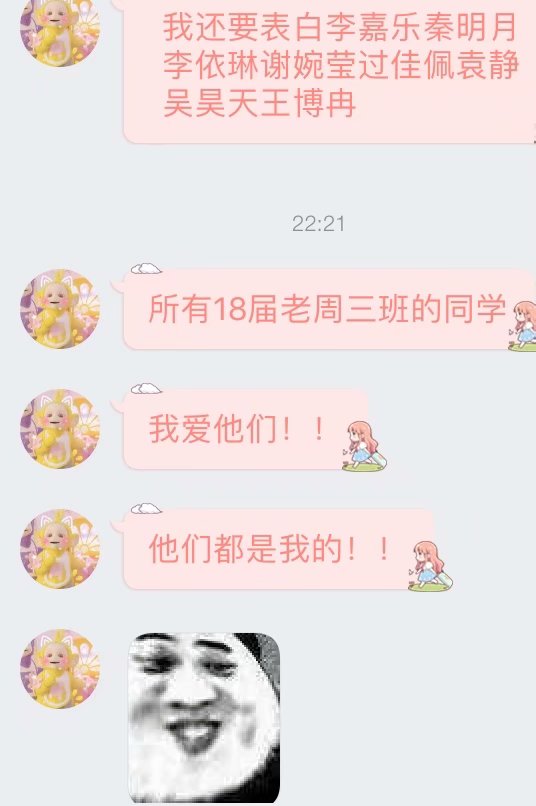 我还要表白李嘉乐秦明月
李依琳谢婉莹过佳佩袁静
吴昊天王博冉
22:21
所有18届老周三班的同学
我爱他们！！
他们都是我的！！